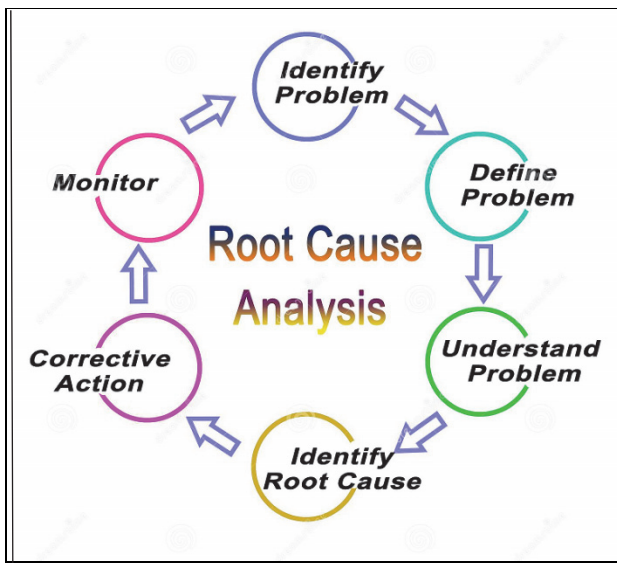 Identify
Problem
Define
Problem
Understand
Problem
Identify
Root Cause
Corrective
Action
Monitor
Root Cause
Analysis